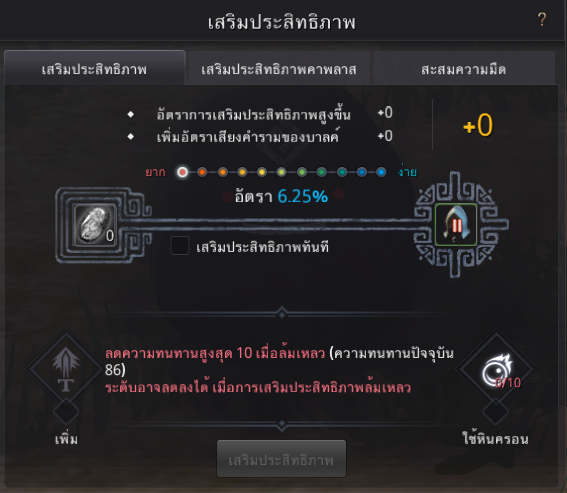 เสริมประสิทธิภาพ
?
เสริมประสิทธิภาพ เสริมประสิทธิภาพคาพลาส สะสมความมืด
อัตราการเสริมประสิทธิภาพสูงขึ้น +0
เพิ่มอัตราเสียงคำรามของบาลค์ +0
+0
ยาก ง่าย
อัตรา 6.25%
0
II
เสริมประสิทธิภาพทันที
ลดความทนทานสูงสุด 10 เมื่อล้มเหลว (ความทนทานปัจจุบัน
86)
ระดับอาจลดลงได้ เมื่อการเสริมประสิทธิภาพล้มเหลว
T
/10
เพิ่ม
ใช้หินครอน
เสริมประสิทธิภาพ